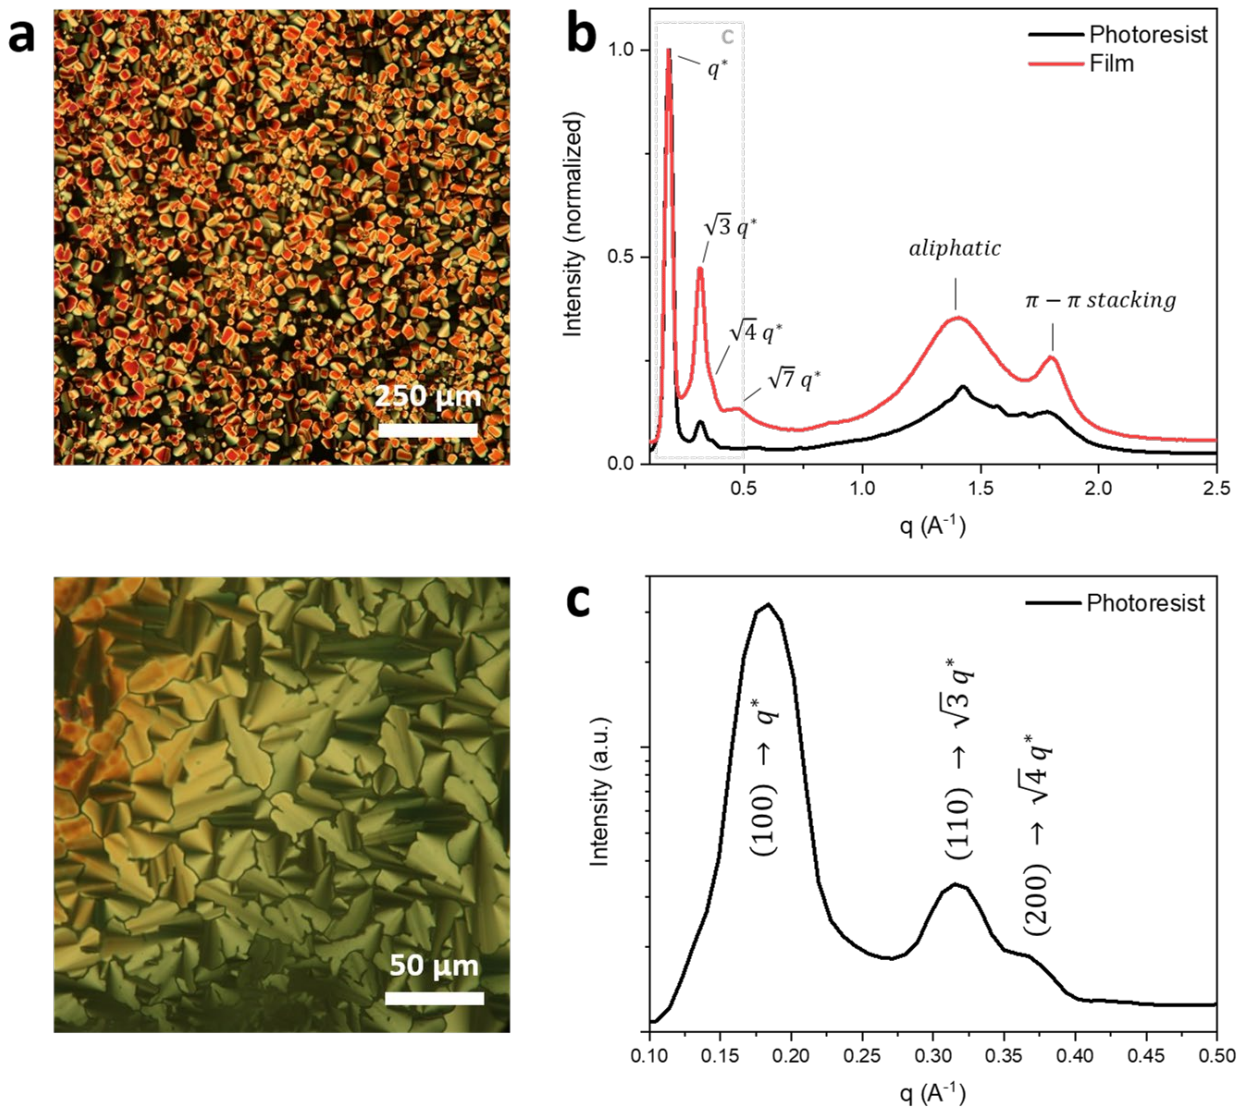 a
250 μm
50 μm
b
c
Photoresist
Film
q*
√3 q*
√4 q*
√7 q*
aliphatic
π − π stacking
Intensity (normalized)
1.0
0.5
0.0
0.5
1.0
1.5
2.0
2.5
q (A⁻¹)
c
Photoresist
(100) → q*
(110) → √3 q*
(200) → √4 q*
Intensity (a.u.)
0.10
0.15
0.20
0.25
0.30
0.35
0.40
0.45
0.50
q (A⁻¹)